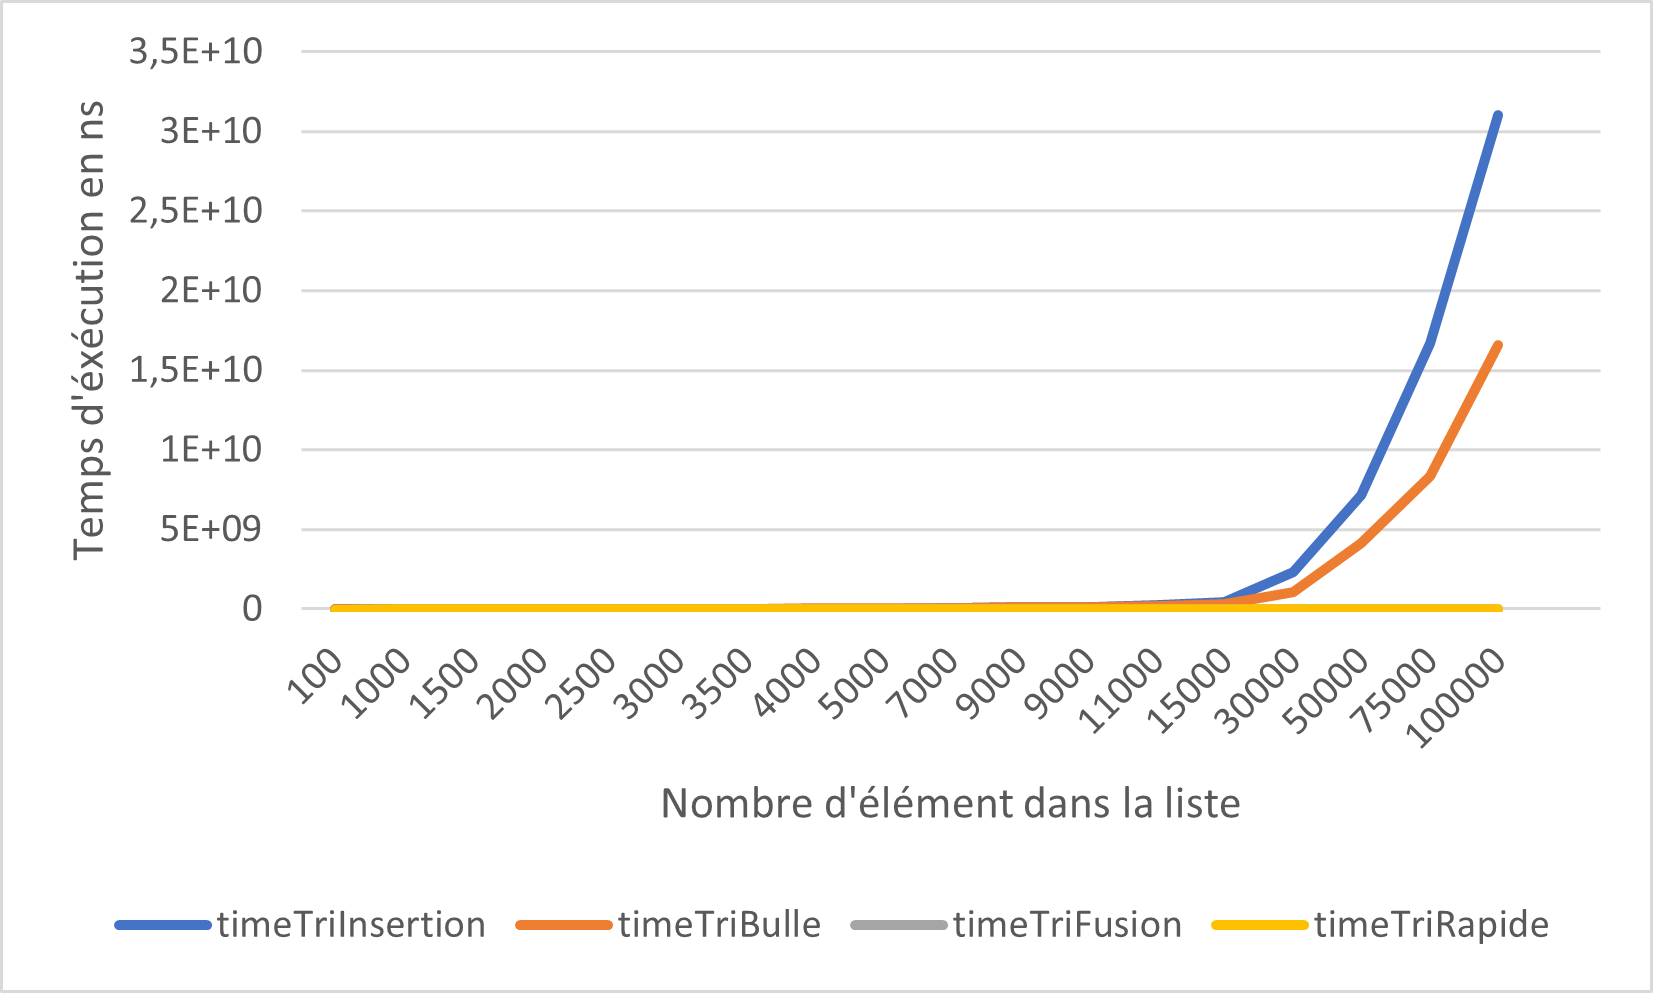 3,5E+10
3E+10
2,5E+10
2E+10
1,5E+10
1E+10
5E+09
0
Temps d'éxécution en ns
100
1000
1500
2000
2500
3000
3500
4000
5000
7000
9000
9000
11000
15000
30000
50000
75000
100000
Nombre d'élément dans la liste
timeTriInsertion timeTriBulle timeTriFusion timeTriRapide